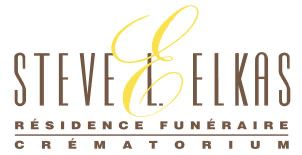 STEVE L. ELKAS
RÉSIDENCE FUNÉRAIRE
CRÉMATORIUM